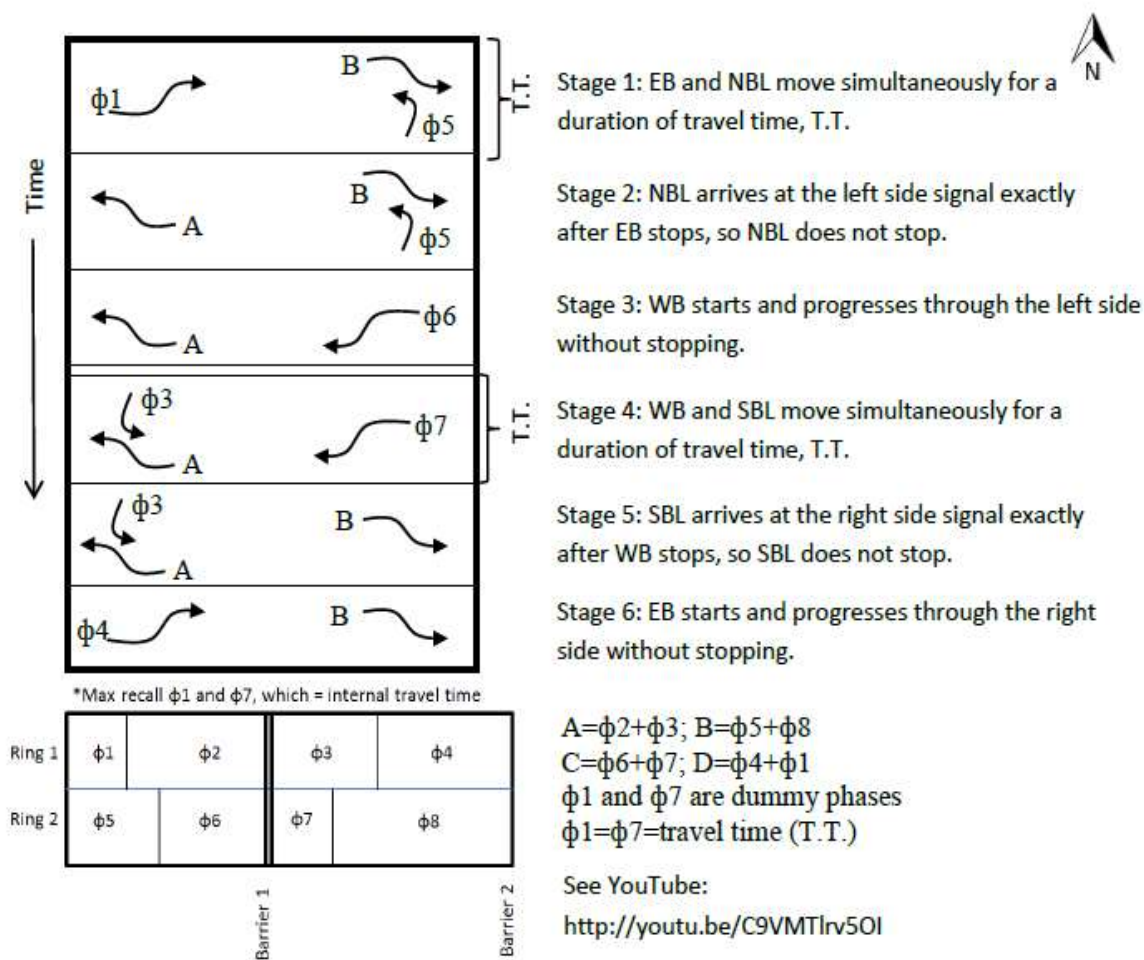 N
Time
ϕ1
B
ϕ5
T.T.
Stage 1: EB and NBL move simultaneously for a
duration of travel time, T.T.
A
B
ϕ5
Stage 2: NBL arrives at the left side signal exactly
after EB stops, so NBL does not stop.
A
ϕ6
Stage 3: WB starts and progresses through the left side
without stopping.
ϕ3
A
ϕ7
T.T.
Stage 4: WB and SBL move simultaneously for a
duration of travel time, T.T.
ϕ3
A
B
Stage 5: SBL arrives at the right side signal exactly
after WB stops, so SBL does not stop.
ϕ4
B
Stage 6: EB starts and progresses through the right
side without stopping.
*Max recall ϕ1 and ϕ7, which = internal travel time
Ring 1 ϕ1 ϕ2 ϕ3 ϕ4
Ring 2 ϕ5 ϕ6 ϕ7 ϕ8
Barrier 1
Barrier 2
A=ϕ2+ϕ3; B=ϕ5+ϕ8
C=ϕ6+ϕ7; D=ϕ4+ϕ1
ϕ1 and ϕ7 are dummy phases
ϕ1=ϕ7=travel time (T.T.)
See YouTube:
http://youtu.be/C9VMTlrv5OI